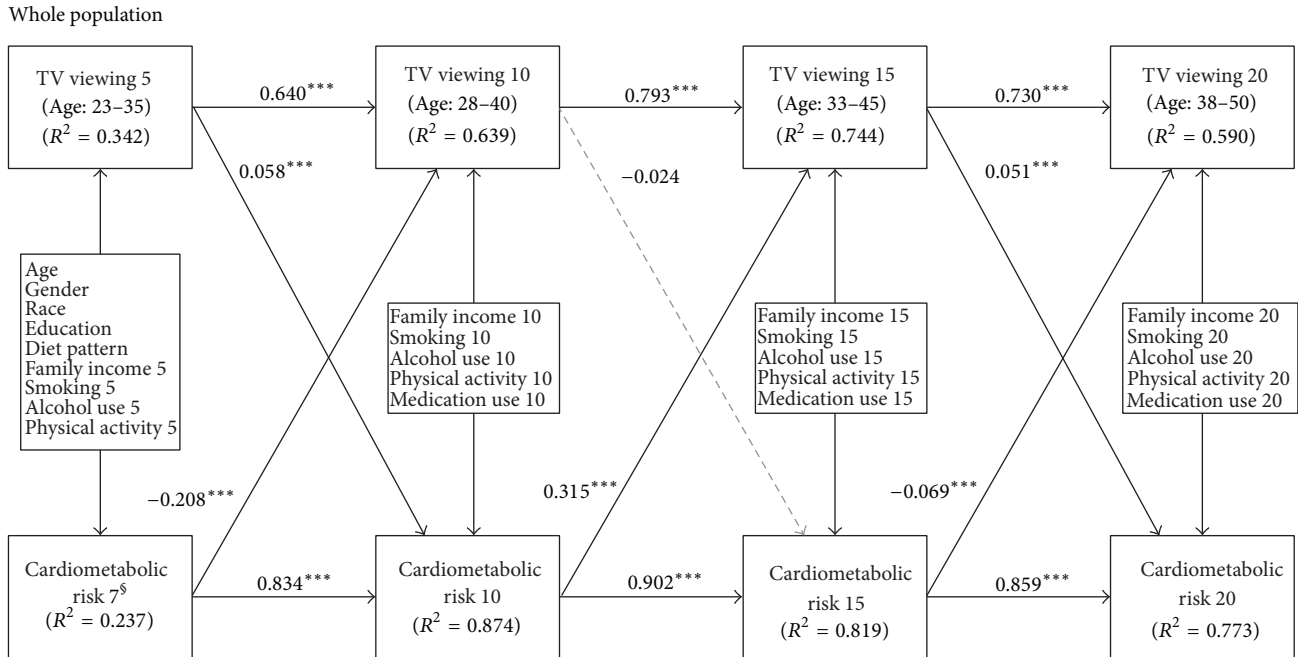 Whole population
TV viewing 5
(Age: 23–35)
(R² = 0.342)
TV viewing 10
(Age: 28–40)
(R² = 0.639)
TV viewing 15
(Age: 33–45)
(R² = 0.744)
TV viewing 20
(Age: 38–50)
(R² = 0.590)
0.640***
0.793***
0.730***
0.058***
−0.024
0.051***
Age
Gender
Race
Education
Diet pattern
Family income 5
Smoking 5
Alcohol use 5
Physical activity 5
Family income 10
Smoking 10
Alcohol use 10
Physical activity 10
Medication use 10
Family income 15
Smoking 15
Alcohol use 15
Physical activity 15
Medication use 15
Family income 20
Smoking 20
Alcohol use 20
Physical activity 20
Medication use 20
−0.208***
0.315***
−0.069***
Cardiometabolic
risk 7§
(R² = 0.237)
Cardiometabolic
risk 10
(R² = 0.874)
Cardiometabolic
risk 15
(R² = 0.819)
Cardiometabolic
risk 20
(R² = 0.773)
0.834***
0.902***
0.859***